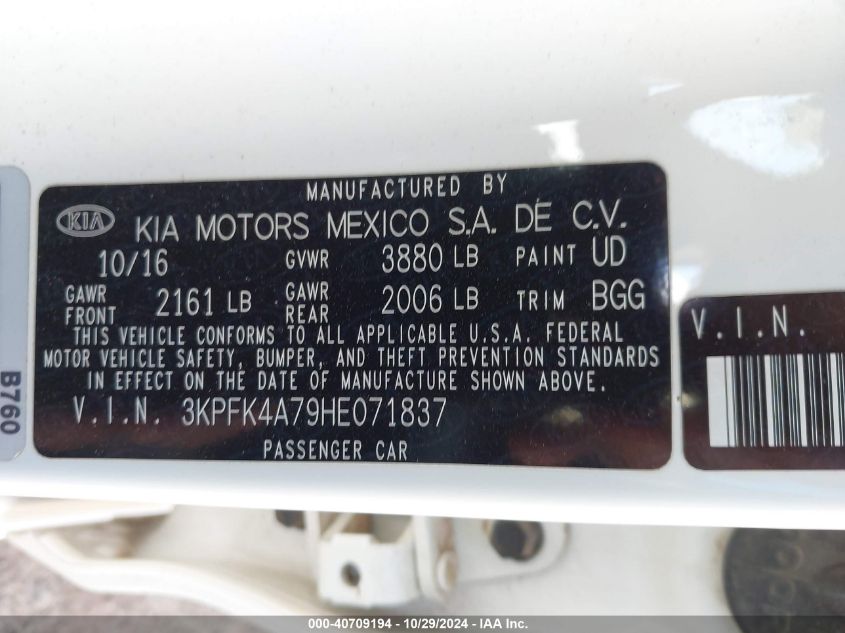 MANUFACTURED BY
KIA KIA MOTORS MEXICO S.A. DE C.V.
10/16 GVWR 3880 LB PAINT UD
GAWR FRONT 2161 LB GAWR REAR 2006 LB TRIM BGG
THIS VEHICLE CONFORMS TO ALL APPLICABLE U.S.A. FEDERAL
MOTOR VEHICLE SAFETY, BUMPER, AND THEFT PREVENTION STANDARDS
IN EFFECT ON THE DATE OF MANUFACTURE SHOWN ABOVE.
V.I.N. 3KPFK4A79HE071837
PASSENGER CAR
V.I.N.
B760
000-40709194 - 10/29/2024 - IAA Inc.